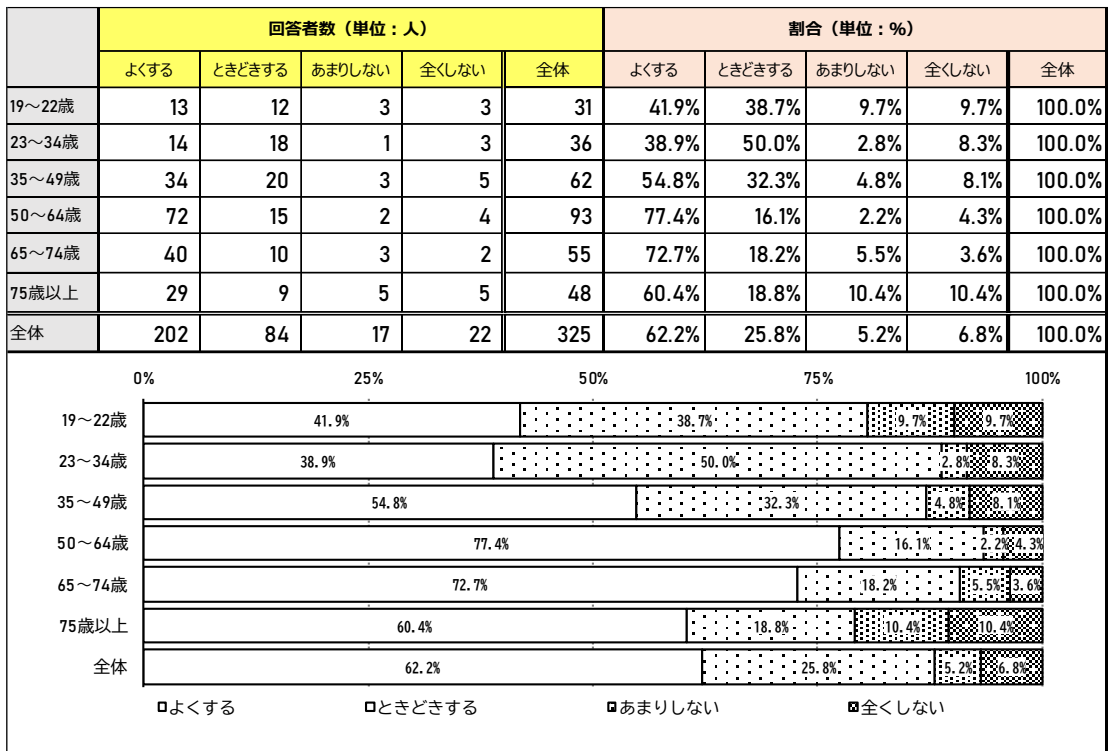 回答者数（単位：人） 割合（単位：%）
よくする ときどきする あまりしない 全くしない 全体 よくする ときどきする あまりしない 全くしない 全体
19～22歳 13 12 3 3 31 41.9% 38.7% 9.7% 9.7% 100.0%
23～34歳 14 18 1 3 36 38.9% 50.0% 2.8% 8.3% 100.0%
35～49歳 34 20 3 5 62 54.8% 32.3% 4.8% 8.1% 100.0%
50～64歳 72 15 2 4 93 77.4% 16.1% 2.2% 4.3% 100.0%
65～74歳 40 10 3 2 55 72.7% 18.2% 5.5% 3.6% 100.0%
75歳以上 29 9 5 5 48 60.4% 18.8% 10.4% 10.4% 100.0%
全体 202 84 17 22 325 62.2% 25.8% 5.2% 6.8% 100.0%
0% 25% 50% 75% 100%
19～22歳 41.9% 38.7% 9.7% 9.7%
23～34歳 38.9% 50.0% 2.8% 8.3%
35～49歳 54.8% 32.3% 4.8% 8.1%
50～64歳 77.4% 16.1% 2.2% 4.3%
65～74歳 72.7% 18.2% 5.5% 3.6%
75歳以上 60.4% 18.8% 10.4% 10.4%
全体 62.2% 25.8% 5.2% 6.8%
よくする ときどきする あまりしない 全くしない